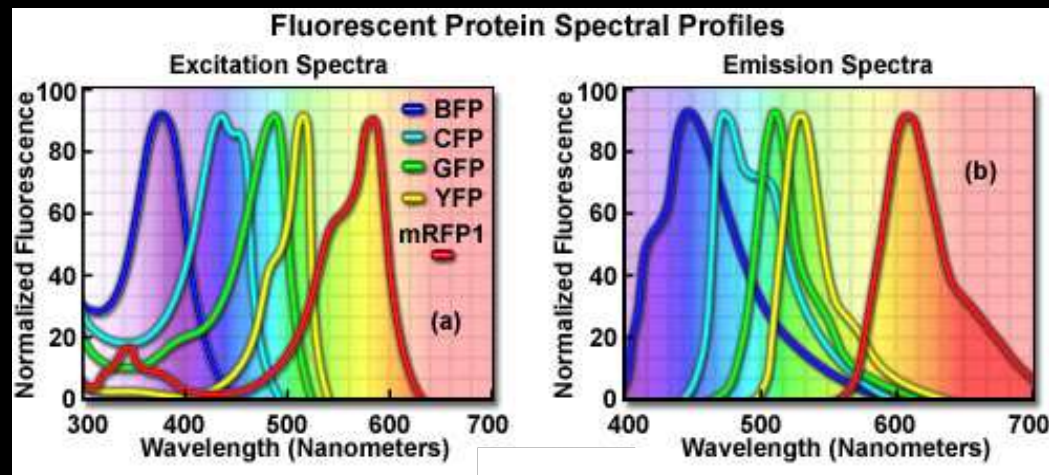 Fluorescent Protein Spectral Profiles
Excitation Spectra
Normalized Fluorescence
100
80
60
40
20
0
BFP
CFP
GFP
YFP
mRFP1
(a)
300 400 500 600 700
Wavelength (Nanometers)
Emission Spectra
Normalized Fluorescence
100
80
60
40
20
0
(b)
400 500 600 700
Wavelength (Nanometers)